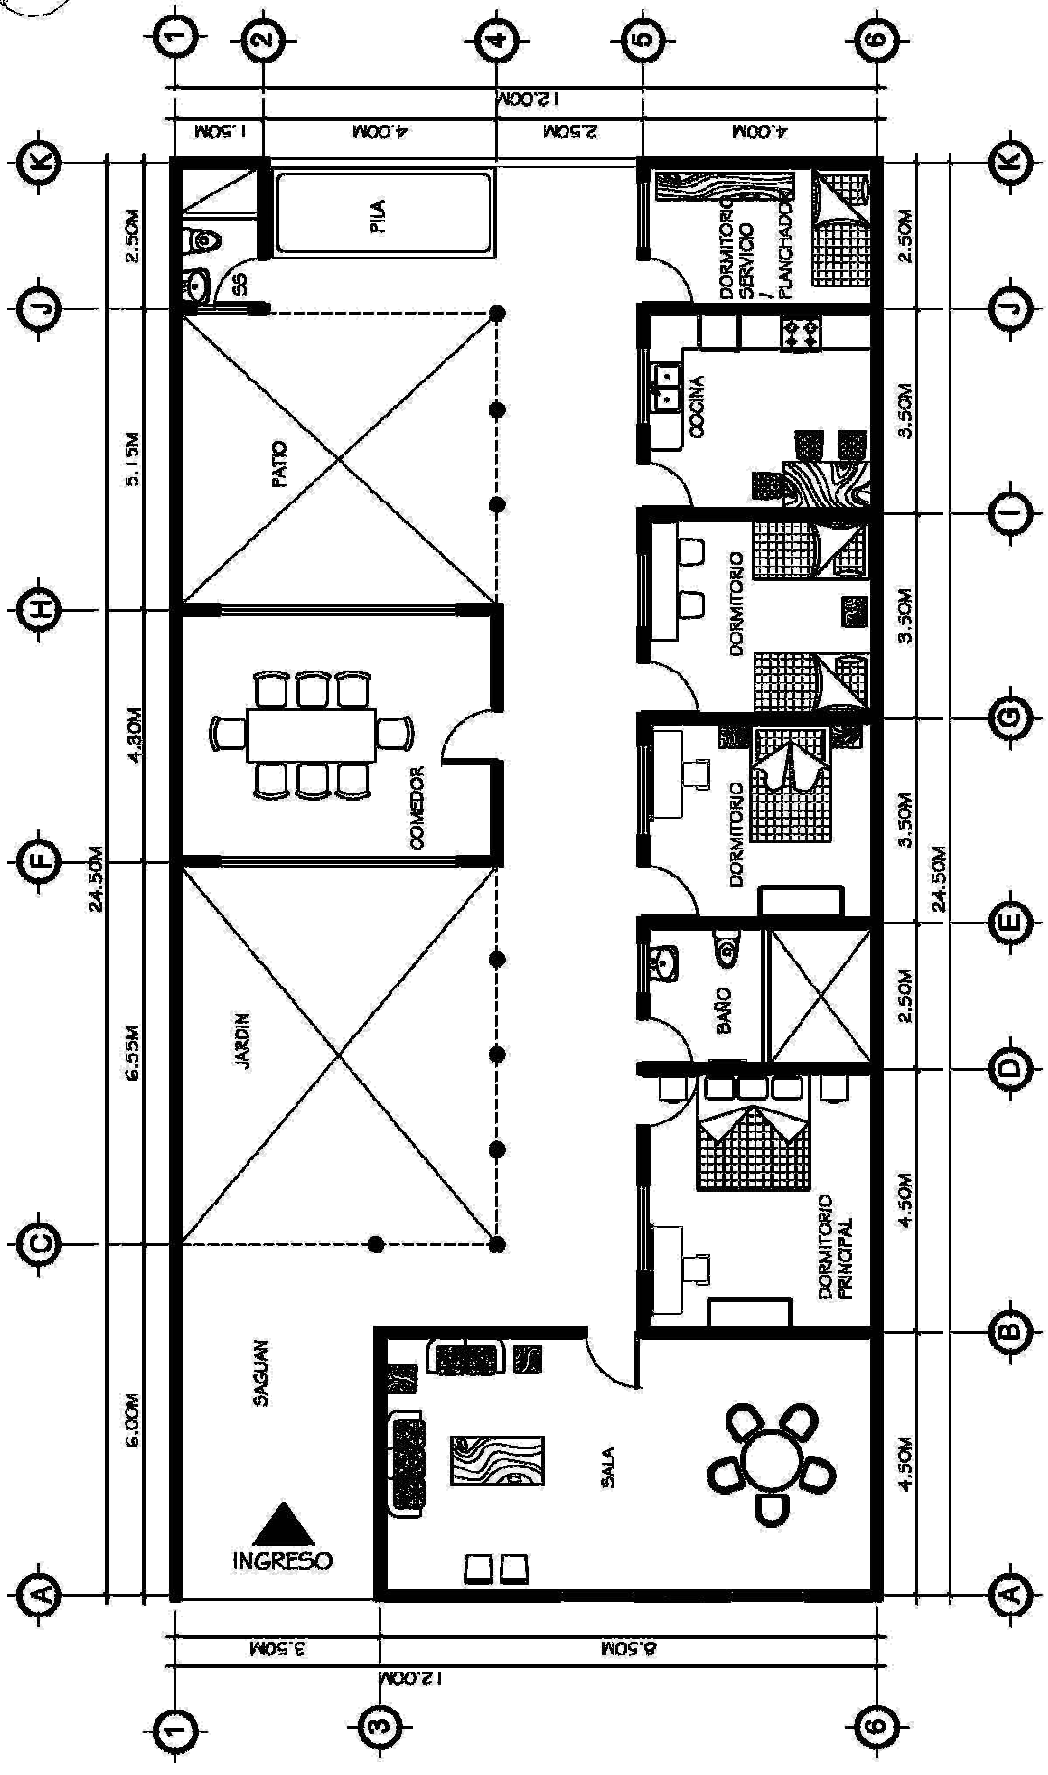 1
2
4
5
6
12.00M
1.50M
4.00M
2.50M
4.00M
K
K
2.50M
PILA
SS
DORMITORIO
SERVICIO
/
PLANCHADOR
2.50M
J
J
5.15M
PATIO
COCINA
3.50M
I
H
DORMITORIO
3.50M
4.30M
COMEDOR
G
DORMITORIO
3.50M
F
24.50M
24.50M
E
6.55M
JARDIN
BAÑO
2.50M
D
C
DORMITORIO
PRINCIPAL
4.50M
B
6.00M
SAGUAN
SALA
4.50M
INGRESO
A
A
3.50M
8.50M
12.00M
1
3
6